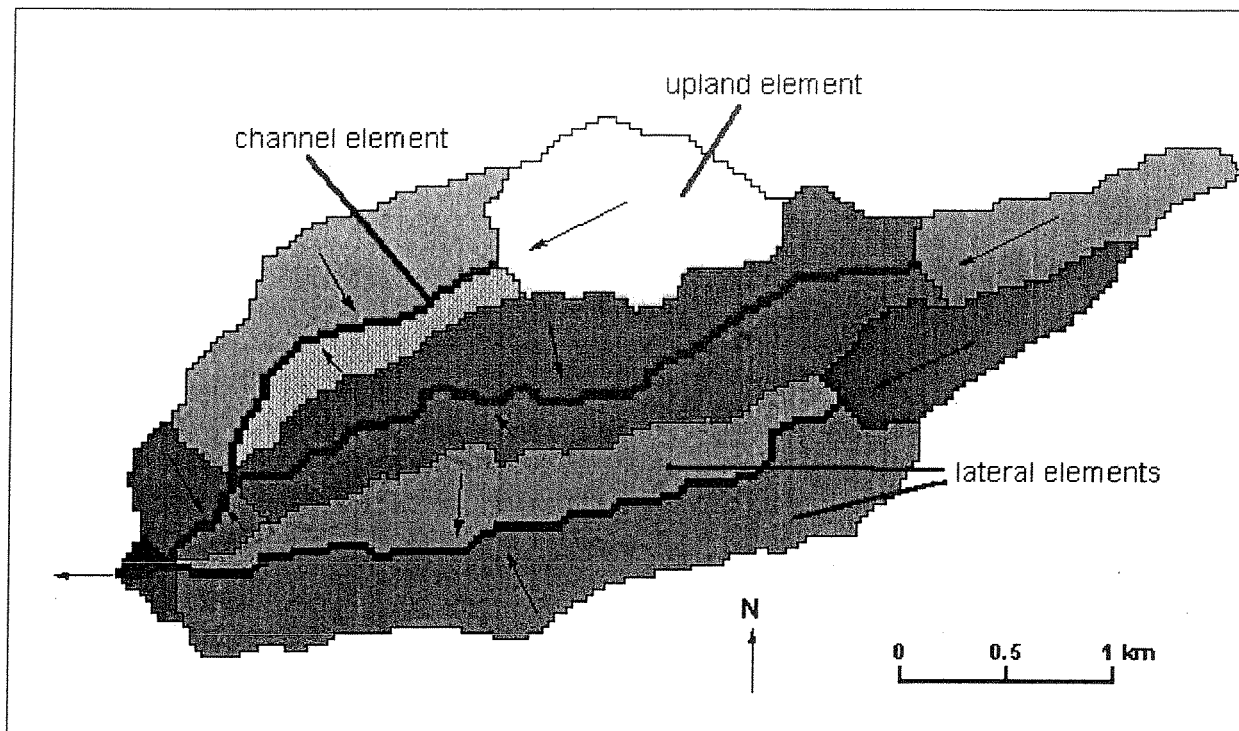 upland element
channel element
lateral elements
N
0 0.5 1 km